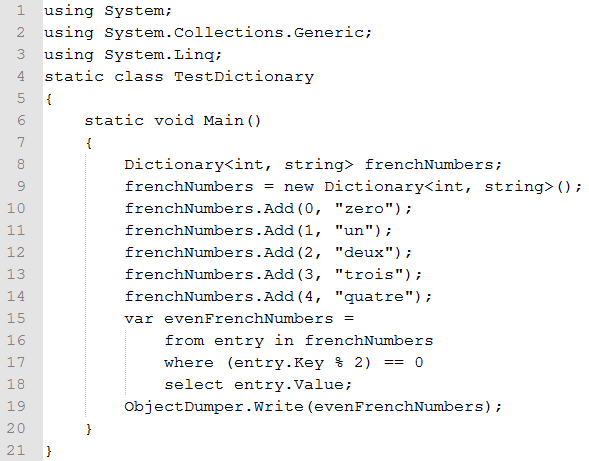 1 using System;
2 using System.Collections.Generic;
3 using System.Linq;
4 static class TestDictionary
5 {
6     static void Main()
7     {
8         Dictionary<int, string> frenchNumbers;
9         frenchNumbers = new Dictionary<int, string>();
10         frenchNumbers.Add(0, "zero");
11         frenchNumbers.Add(1, "un");
12         frenchNumbers.Add(2, "deux");
13         frenchNumbers.Add(3, "trois");
14         frenchNumbers.Add(4, "quatre");
15         var evenFrenchNumbers =
16             from entry in frenchNumbers
17             where (entry.Key % 2) == 0
18             select entry.Value;
19         ObjectDumper.Write(evenFrenchNumbers);
20     }
21 }